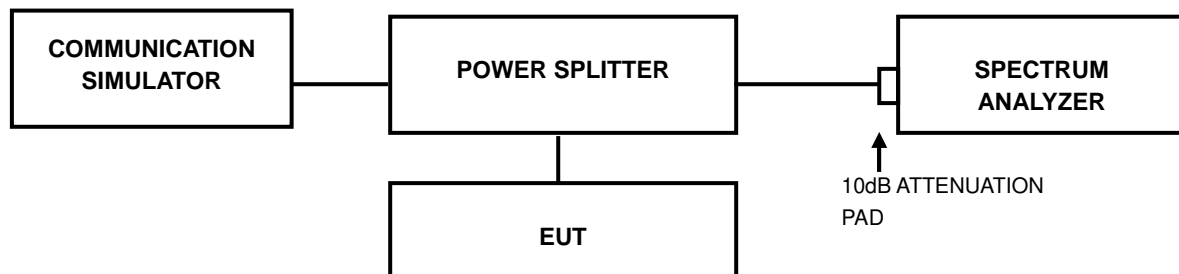 COMMUNICATION
SIMULATOR
POWER SPLITTER
SPECTRUM
ANALYZER
10dB ATTENUATION
PAD
EUT